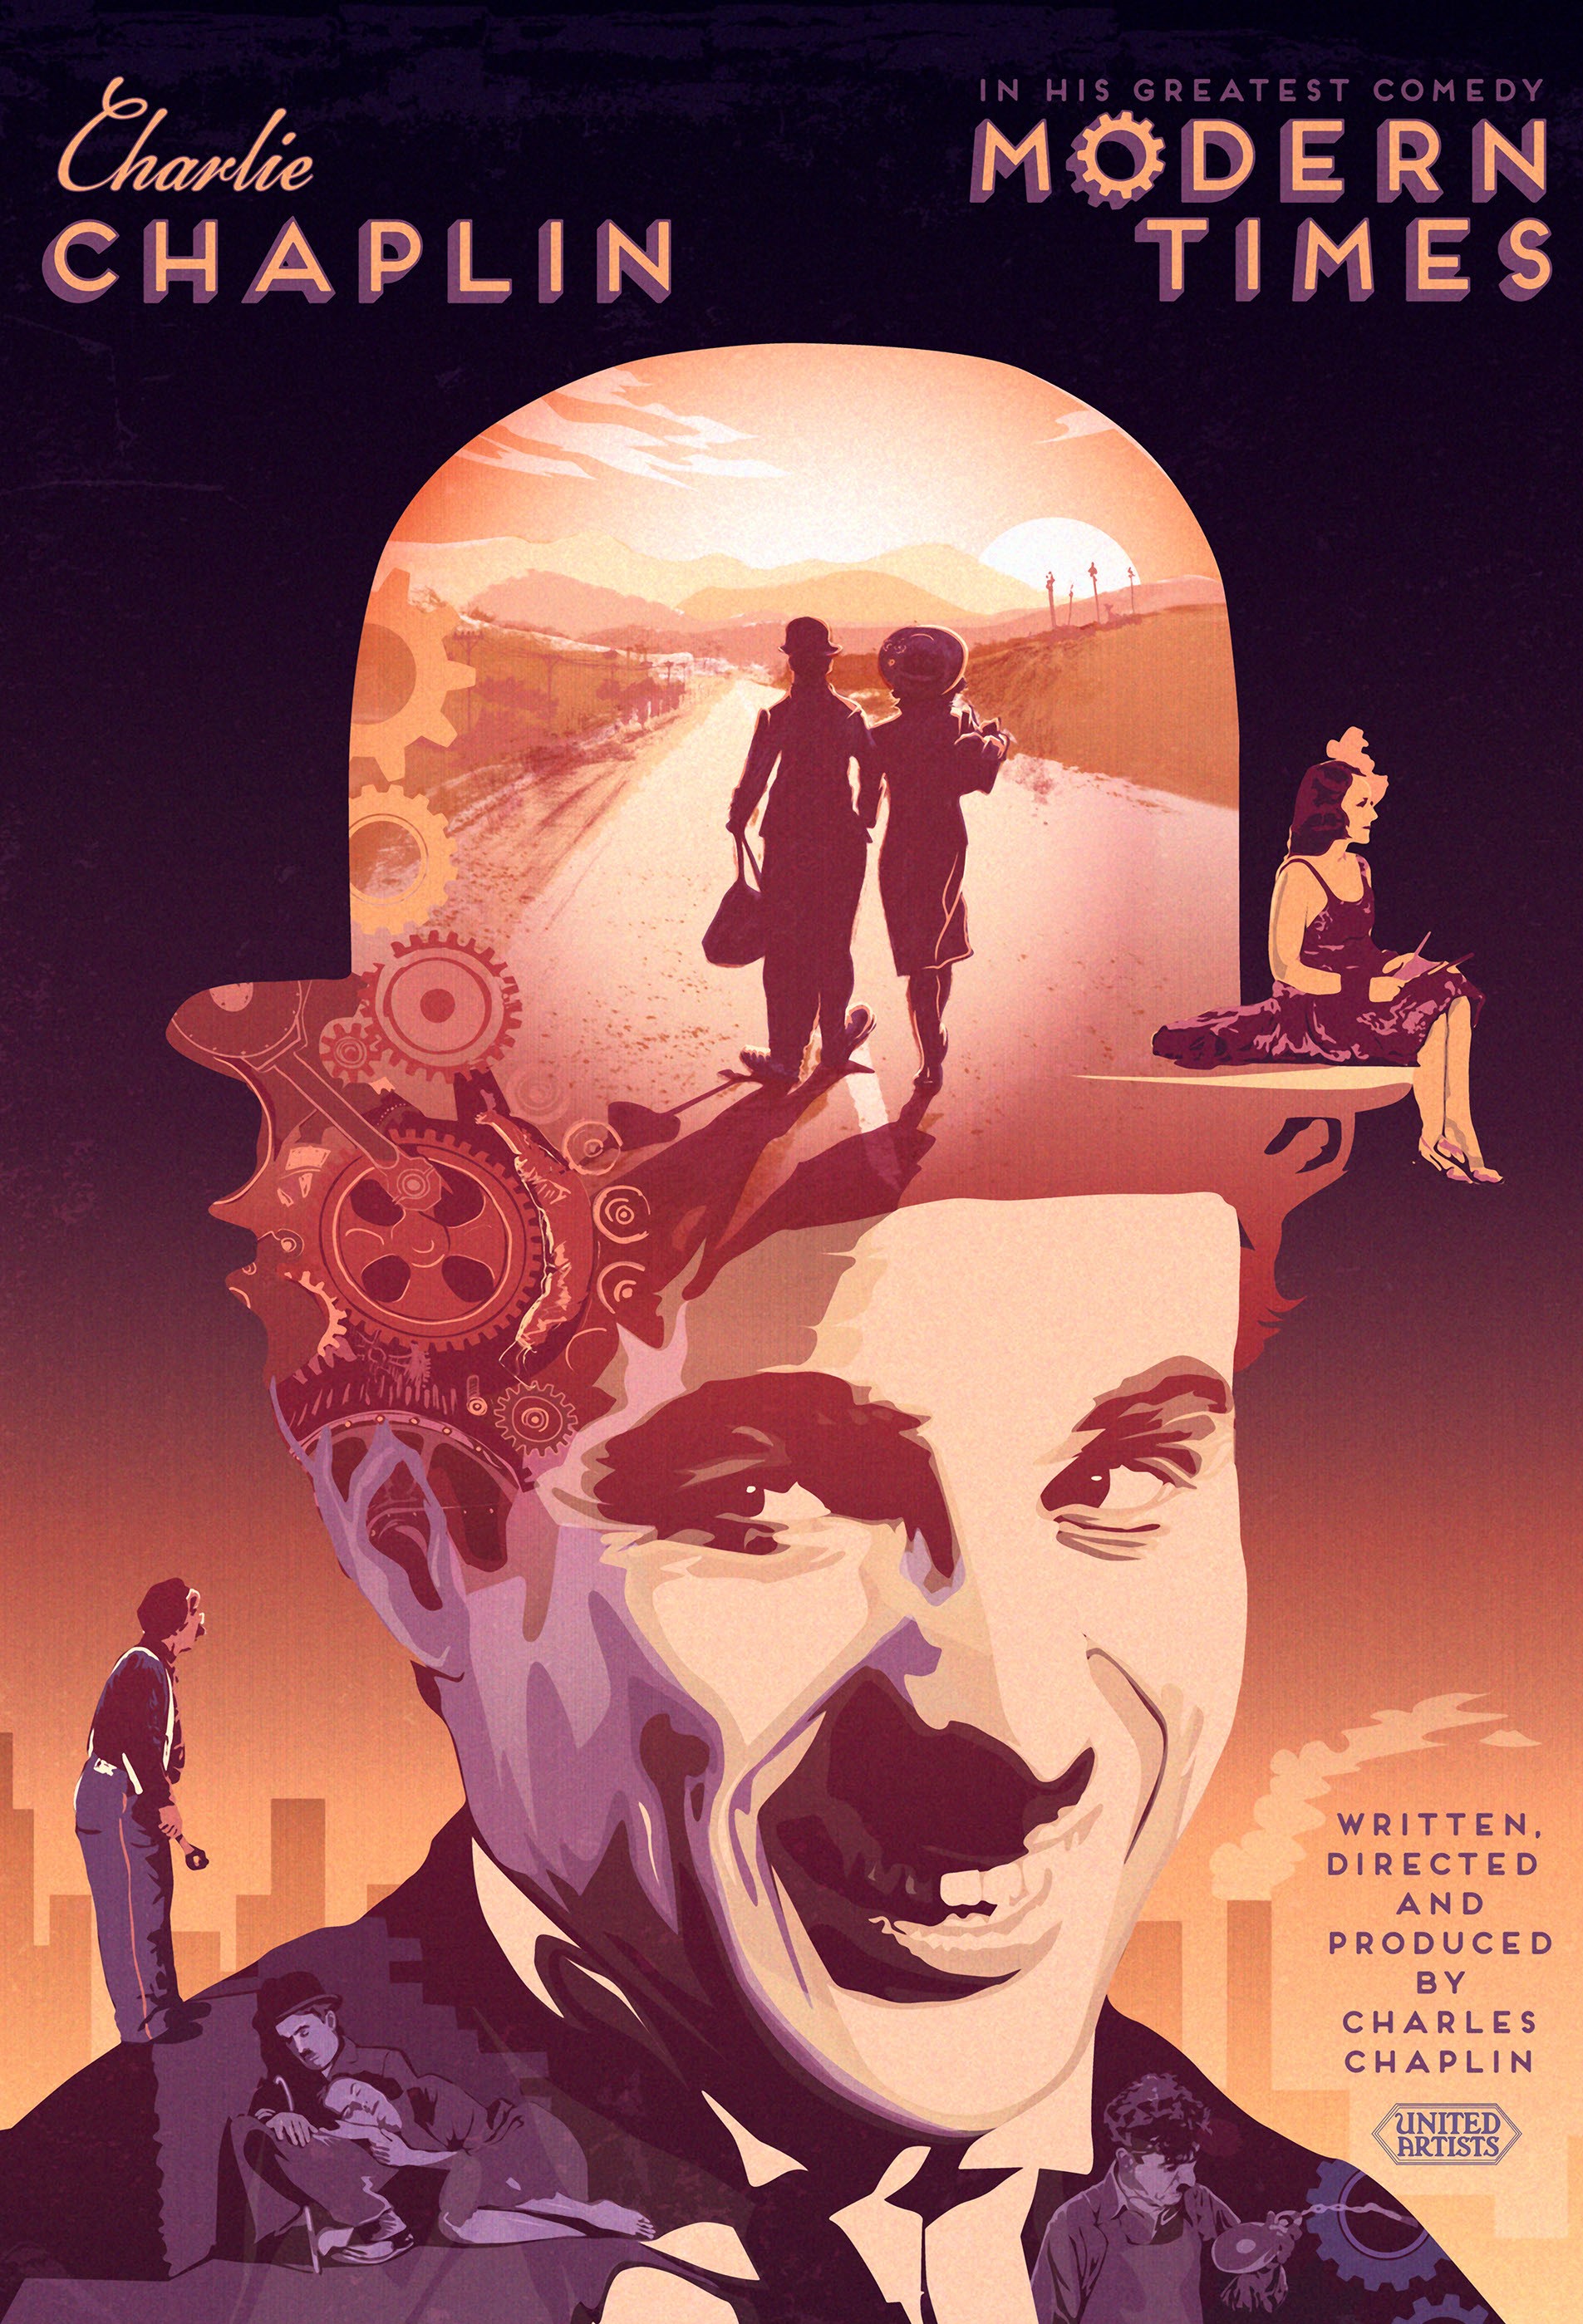 Charlie
CHAPLIN
IN HIS GREATEST COMEDY
MODERN
TIMES
WRITTEN,
DIRECTED
AND
PRODUCED
BY
CHARLES
CHAPLIN
UNITED
ARTISTS